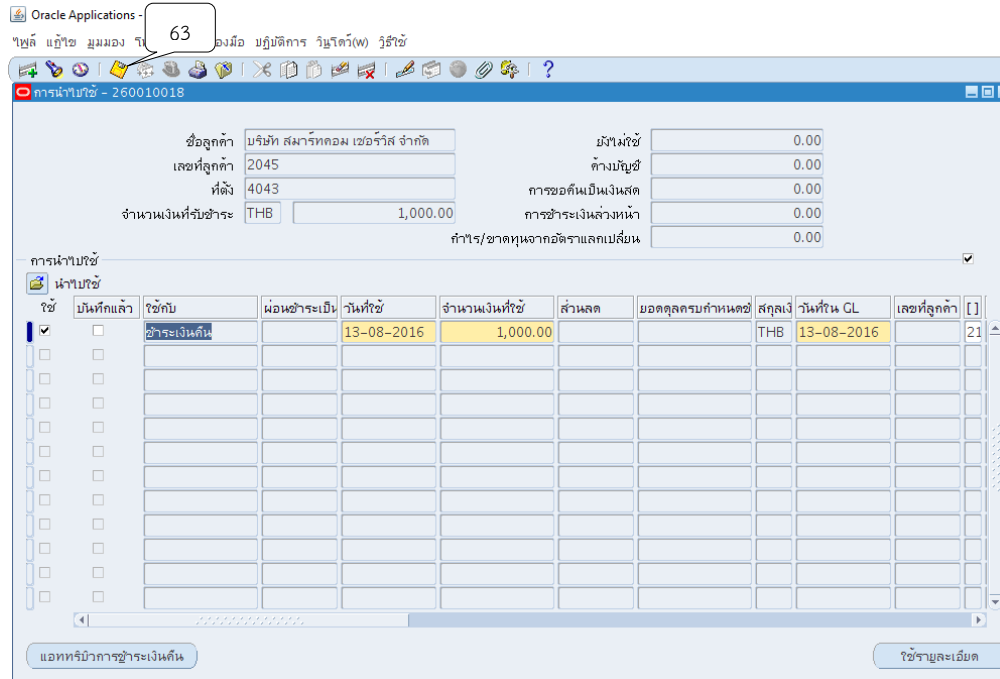 Oracle Applications -
63
ไฟล์ แก้ไข มุมมอง องมือ ปฏิบัติการ วินโดว์(W) วิธีใช้
การนำไปใช้ – 260010018
ชื่อลูกค้า บริษัท สมาร์ทคอม เซอร์วิส จำกัด ยังไม่ใช้ 0.00
เลขที่ลูกค้า 2045 ค้างบัญชี 0.00
ที่ตั้ง 4043 การขอคืนเป็นเงินสด 0.00
จำนวนเงินที่รับชำระ THB 1,000.00 การชำระเงินล่วงหน้า 0.00
กำไร/ขาดทุนจากอัตราแลกเปลี่ยน 0.00
การนำไปใช้
นำไปใช้
ใช้ บันทึกแล้ว ใช้กับ ผ่อนชำระเป็น วันที่ใช้ จำนวนเงินที่ใช้ ส่วนลด ยอดดุลครบกำหนดช สกุลเงิ วันที่ใน GL เลขที่ลูกค้า [ ]
ชำระเงินคืน 13-08-2016 1,000.00 THB 13-08-2016 21
แอททริบิวการชำระเงินคืน ใช้รายละเอียด